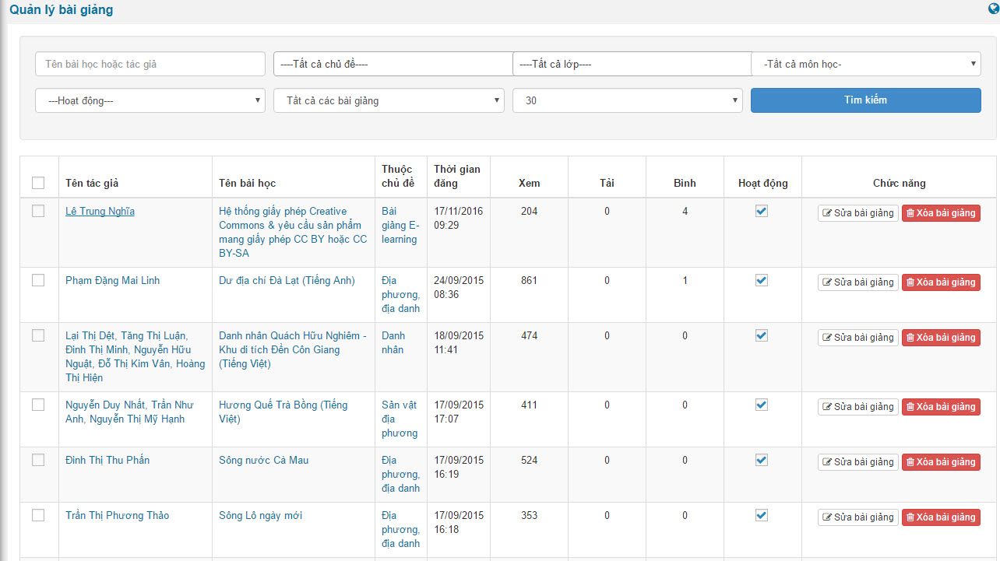 Quản lý bài giảng
Tên bài học hoặc tác giả
----Tất cả chủ đề----
----Tất cả lớp----
-Tất cả môn học-
---Hoạt động---
Tất cả các bài giảng
30
Tìm kiếm
Tên tác giả
Tên bài học
Thuộc
chủ đề
Thời gian
đăng
Xem
Tải
Bình
Hoạt động
Chức năng
Lê Trung Nghĩa
Hệ thống giấy phép Creative
Commons & yêu cầu sản phẩm
mang giấy phép CC BY hoặc CC
BY-SA
Bài
giảng E-
learning
17/11/2016
09:29
204
0
4
Sửa bài giảng
Xóa bài giảng
Phạm Đặng Mai Linh
Dư địa chí Đà Lạt (Tiếng Anh)
Địa
phương,
địa danh
24/09/2015
08:36
861
0
1
Sửa bài giảng
Xóa bài giảng
Lại Thị Dệt, Tăng Thị Luận,
Đinh Thị Minh, Nguyễn Hữu
Nguật, Đỗ Thị Kim Vân, Hoàng
Thị Hiện
Danh nhân Quách Hữu Nghiêm -
Khu di tích Đền Côn Giang
(Tiếng Việt)
Danh
nhân
18/09/2015
11:41
474
0
0
Sửa bài giảng
Xóa bài giảng
Nguyễn Duy Nhất, Trần Như
Anh, Nguyễn Thị Mỹ Hạnh
Hương Quế Trà Bồng (Tiếng
Việt)
Sản vật
địa
phương
17/09/2015
17:07
411
0
0
Sửa bài giảng
Xóa bài giảng
Đinh Thị Thu Phấn
Sông nước Cà Mau
Địa
phương,
địa danh
17/09/2015
16:19
524
0
0
Sửa bài giảng
Xóa bài giảng
Trần Thị Phương Thảo
Sông Lô ngày mới
Địa
phương,
địa danh
17/09/2015
16:18
353
0
0
Sửa bài giảng
Xóa bài giảng